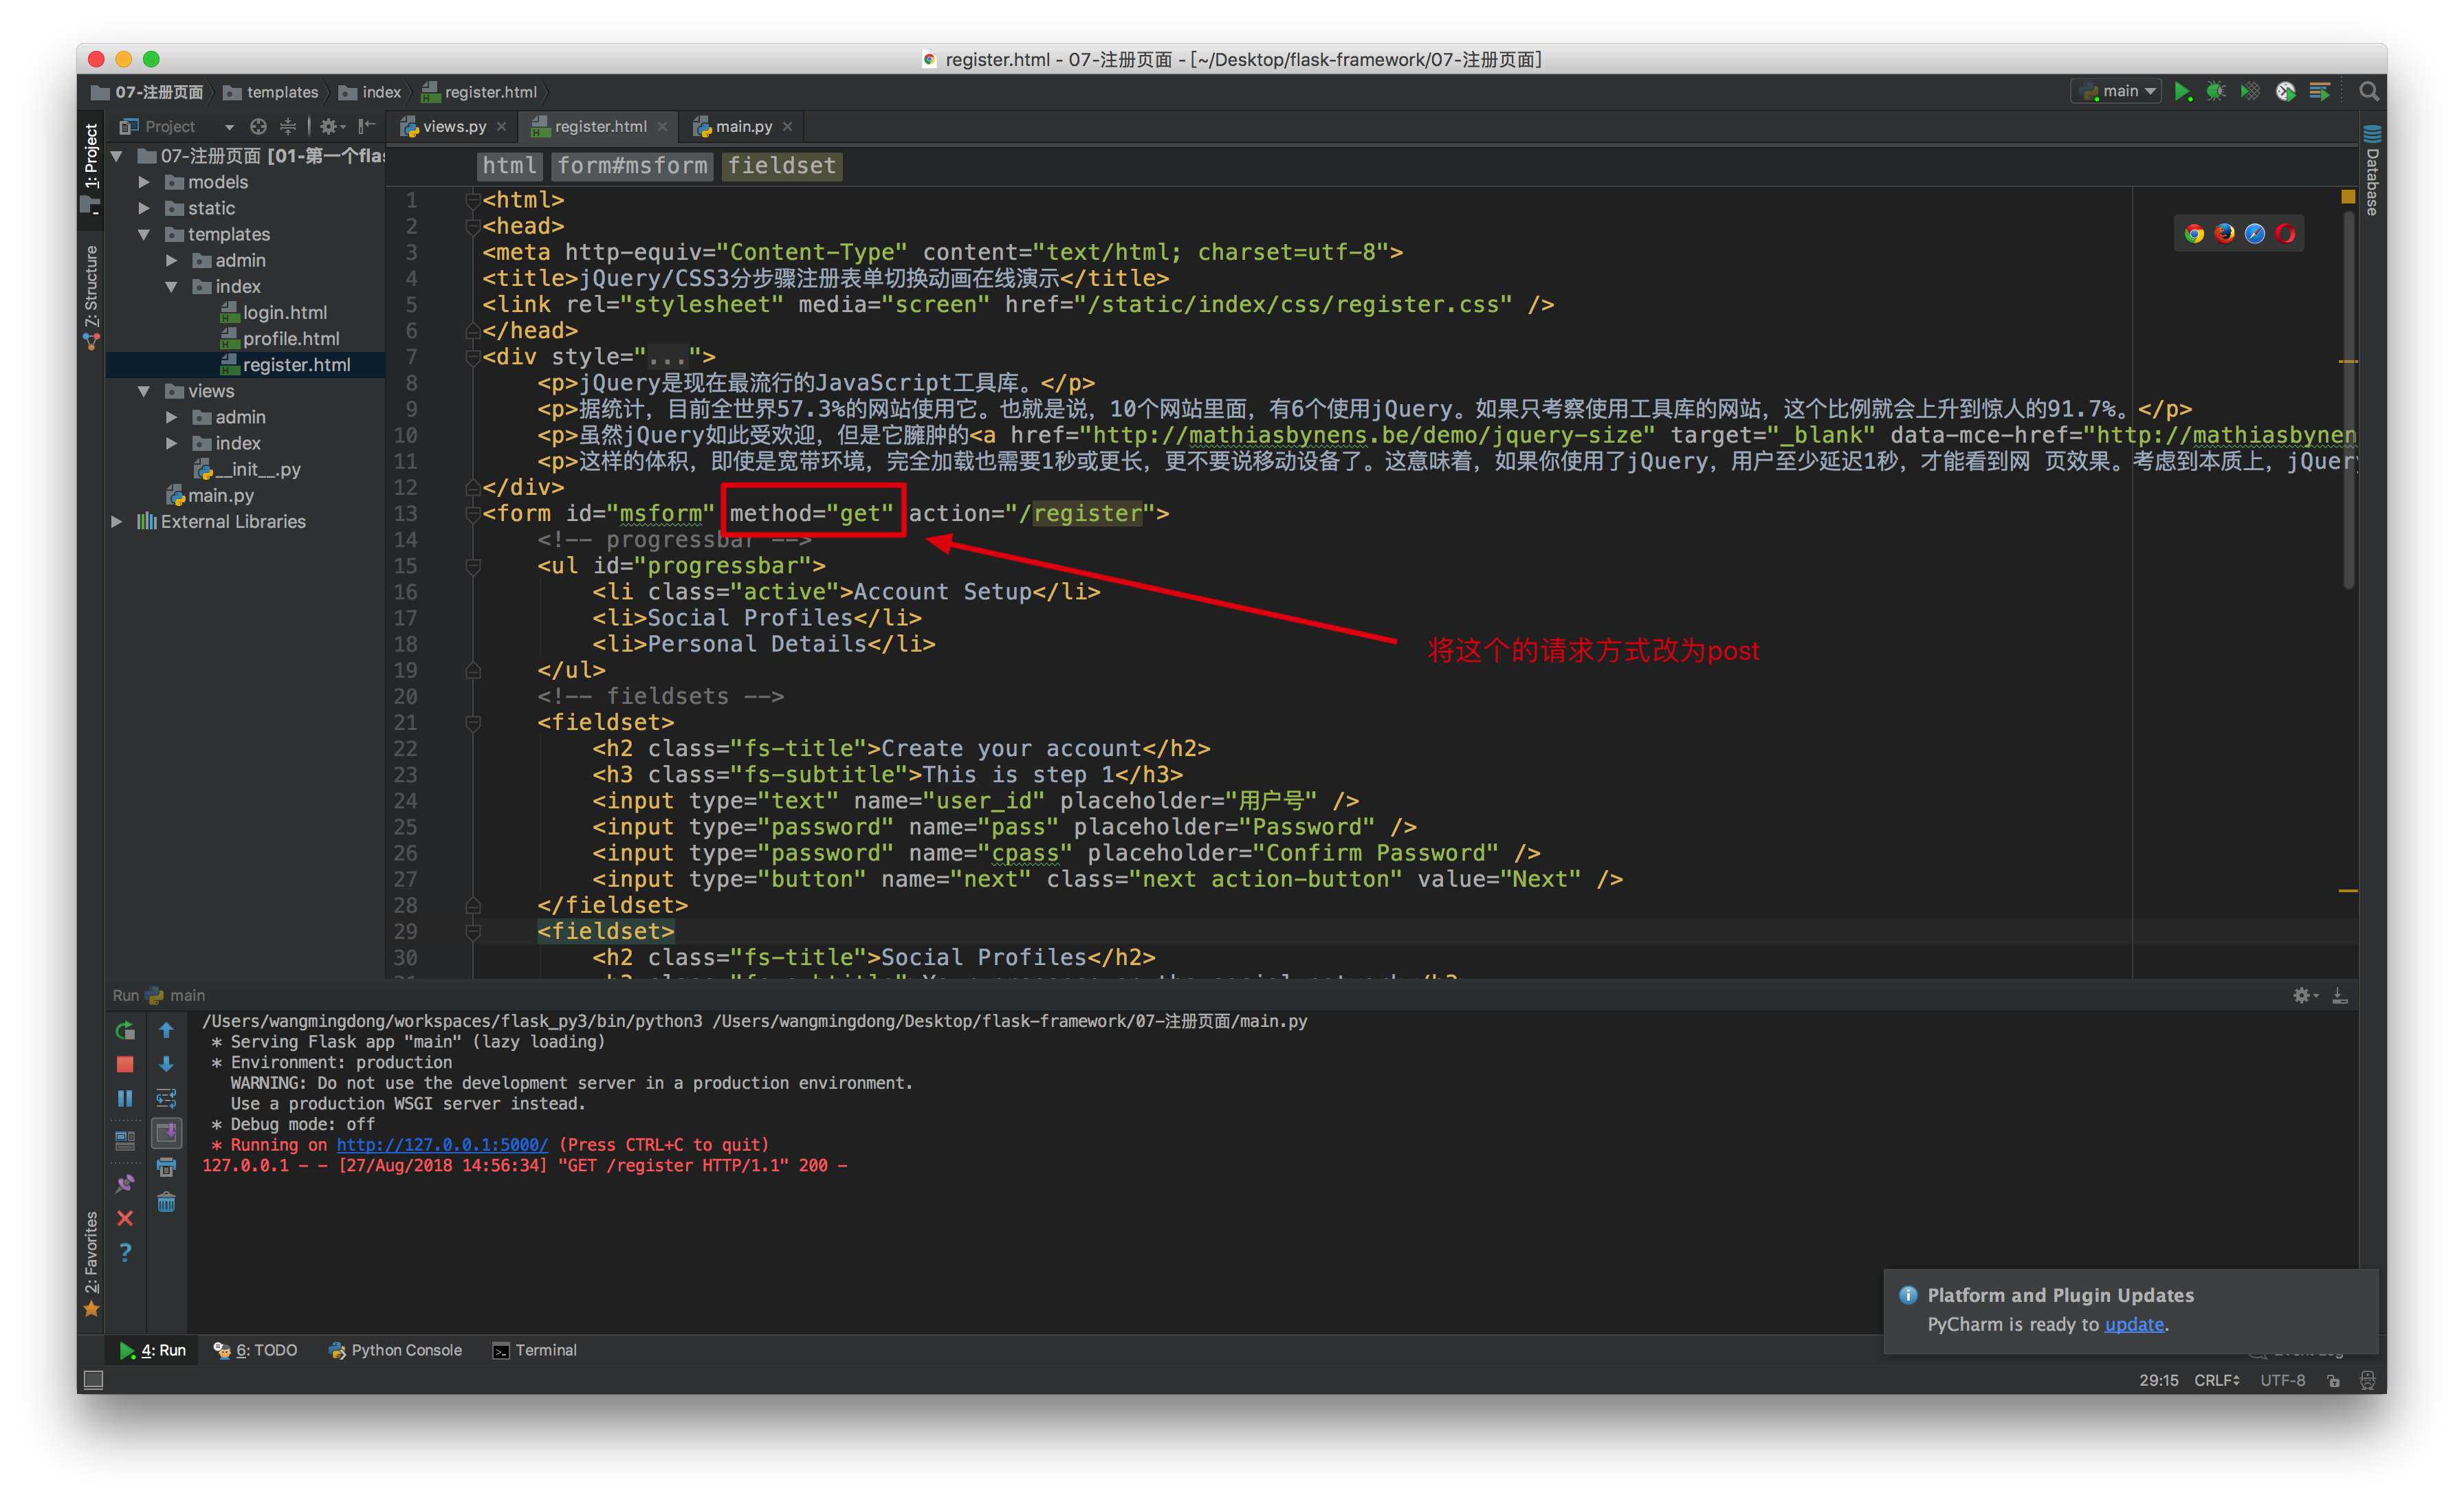 register.html - 07-注册页面 - [~/Desktop/flask-framework/07-注册页面]
07-注册页面 templates index register.html main
1: Project
Project
views.py register.html main.py
Database
07-注册页面 [01-第一个flas
models
static
templates
admin
index
login.html
profile.html
register.html
views
admin
index
__init__.py
main.py
External Libraries
Z: Structure
html form#msform fieldset
1 <html>
2 <head>
3 <meta http-equiv="Content-Type" content="text/html; charset=utf-8">
4 <title>jQuery/CSS3分步骤注册表单切换动画在线演示</title>
5 <link rel="stylesheet" media="screen" href="/static/index/css/register.css" />
6 </head>
7 <div style="...">
8 <p>jQuery是现在最流行的JavaScript工具库。</p>
9 <p>据统计，目前全世界57.3%的网站使用它。也就是说，10个网站里面，有6个使用jQuery。如果只考察使用工具库的网站，这个比例就会上升到惊人的91.7%。</p>
10 <p>虽然jQuery如此受欢迎，但是它臃肿的<a href="http://mathiasbynens.be/demo/jquery-size" target="_blank" data-mce-href="http://mathiasbynen
11 <p>这样的体积，即使是宽带环境，完全加载也需要1秒或更长，更不要说移动设备了。这意味着，如果你使用了jQuery，用户至少延迟1秒，才能看到网 页效果。考虑到本质上，jQuery
12 </div>
13 <form id="msform" method="get" action="/register">
14 <!-- progressbar -->
15 <ul id="progressbar">
16 <li class="active">Account Setup</li>
17 <li>Social Profiles</li>
18 <li>Personal Details</li>
将这个的请求方式改为post
19 </ul>
20 <!-- fieldsets -->
21 <fieldset>
22 <h2 class="fs-title">Create your account</h2>
23 <h3 class="fs-subtitle">This is step 1</h3>
24 <input type="text" name="user_id" placeholder="用户号" />
25 <input type="password" name="pass" placeholder="Password" />
26 <input type="password" name="cpass" placeholder="Confirm Password" />
27 <input type="button" name="next" class="next action-button" value="Next" />
28 </fieldset>
29 <fieldset>
30 <h2 class="fs-title">Social Profiles</h2>
Run main
/Users/wangmingdong/workspaces/flask_py3/bin/python3 /Users/wangmingdong/Desktop/flask-framework/07-注册页面/main.py
* Serving Flask app "main" (lazy loading)
* Environment: production
WARNING: Do not use the development server in a production environment.
Use a production WSGI server instead.
* Debug mode: off
* Running on http://127.0.0.1:5000/ (Press CTRL+C to quit)
127.0.0.1 - - [27/Aug/2018 14:56:34] "GET /register HTTP/1.1" 200 -
2: Favorites
Platform and Plugin Updates
PyCharm is ready to update.
4: Run 6: TODO Python Console Terminal
29:15 CRLF UTF-8